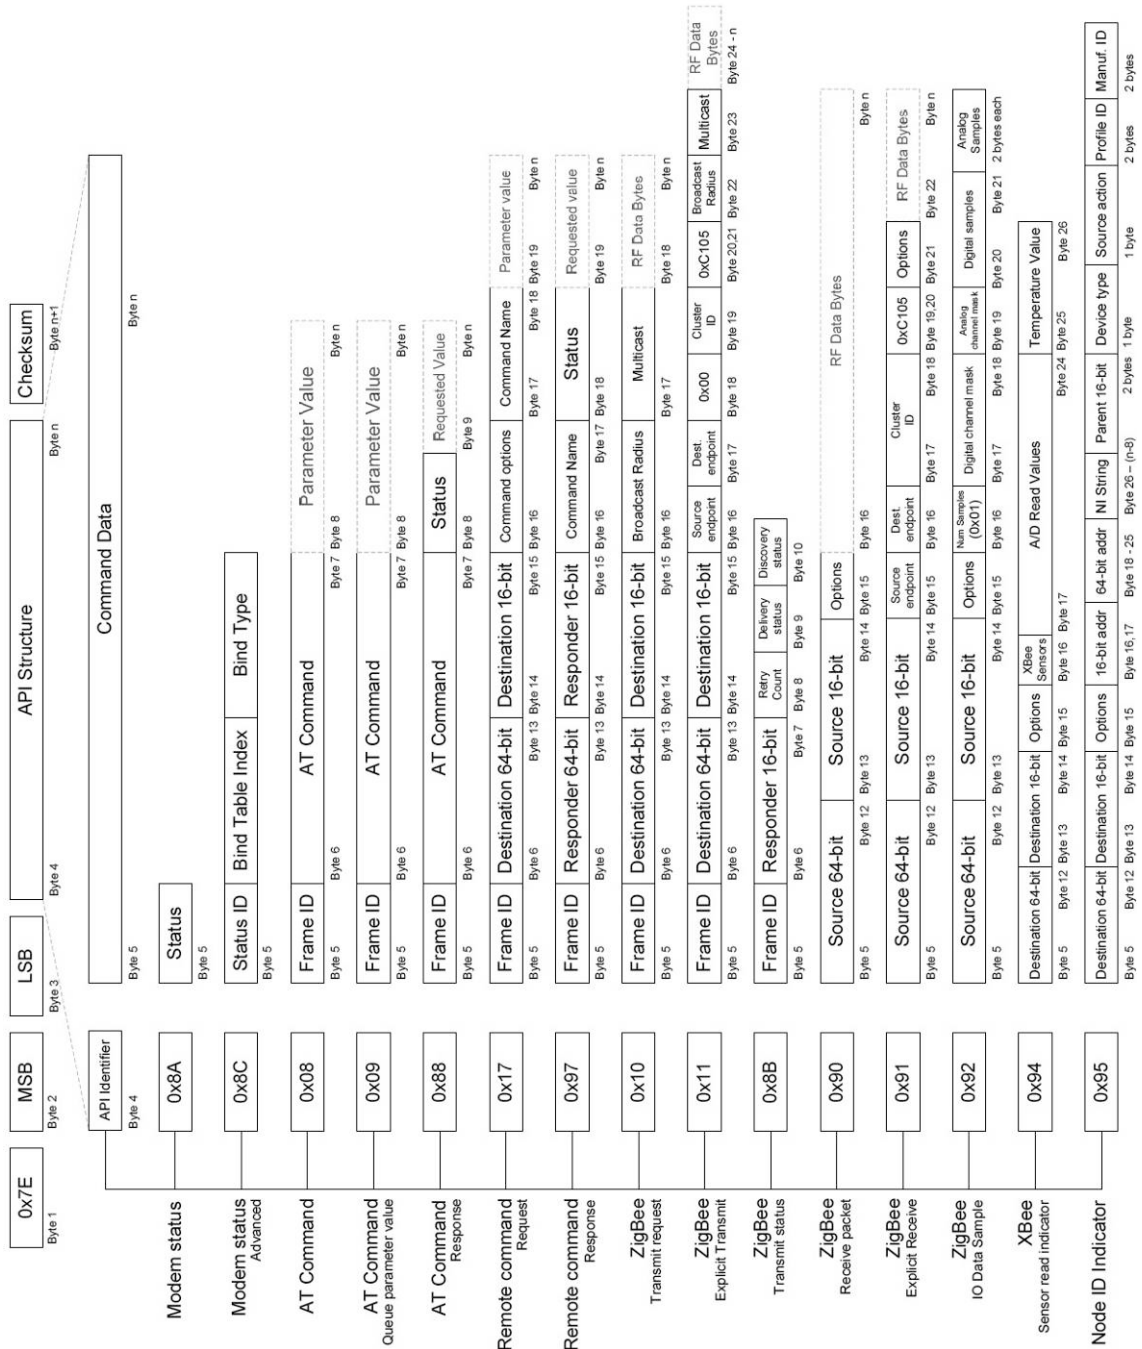 0x7E MSB LSB API Structure Checksum
Byte 1 Byte 2 Byte 3 Byte 4 Byte n Byte n+1
API Identifier Command Data
Byte 4 Byte 5 Byte n
Modem status 0x8A Status
Byte 5
Modem status 0x8C Status ID Bind Table Index Bind Type
Advanced Byte 5
AT Command 0x08 Frame ID AT Command Parameter Value
Byte 5 Byte 6 Byte 7 Byte 8 Byte n
AT Command 0x09 Frame ID AT Command Parameter Value
Queue parameter value Byte 5 Byte 6 Byte 7 Byte 8 Byte n
AT Command 0x88 Frame ID AT Command Status Requested Value
Response Byte 5 Byte 6 Byte 7 Byte 8 Byte 9 Byte n
Remote command 0x17 Frame ID Destination 64-bit Destination 16-bit Command options Command Name Parameter value
Request Byte 5 Byte 6 Byte 13 Byte 14 Byte 15 Byte 16 Byte 17 Byte 18 Byte 19 Byte n
Remote command 0x97 Frame ID Responder 64-bit Responder 16-bit Command Name Status Requested value
Response Byte 5 Byte 6 Byte 13 Byte 14 Byte 15 Byte 16 Byte 17 Byte 18 Byte 19 Byte n
ZigBee 0x10 Frame ID Destination 64-bit Destination 16-bit Broadcast Radius Multicast RF Data Bytes
Transmit request Byte 5 Byte 6 Byte 13 Byte 14 Byte 15 Byte 16 Byte 17 Byte 18 Byte n
ZigBee 0x11 Frame ID Destination 64-bit Destination 16-bit Source endpoint Dest. endpoint 0x00 Cluster ID 0xC105 Broadcast Radius Multicast RF Data Bytes
Explicit Transmit Byte 5 Byte 6 Byte 13 Byte 14 Byte 15 Byte 16 Byte 17 Byte 18 Byte 19 Byte 20,21 Byte 22 Byte 23 Byte 24 - n
ZigBee 0x8B Frame ID Responder 16-bit Retry Count Delivery status Discovery status
Transmit status Byte 5 Byte 6 Byte 7 Byte 8 Byte 9 Byte 10
ZigBee 0x90 Source 64-bit Source 16-bit Options RF Data Bytes
Receive packet Byte 5 Byte 12 Byte 13 Byte 14 Byte 15 Byte 16 Byte n
ZigBee 0x91 Source 64-bit Source 16-bit Source endpoint Dest. endpoint Cluster ID 0xC105 Options RF Data Bytes
Explicit Receive Byte 5 Byte 12 Byte 13 Byte 14 Byte 15 Byte 16 Byte 17 Byte 18 Byte 19,20 Byte 21 Byte 22 Byte n
ZigBee 0x92 Source 64-bit Source 16-bit Options Num Samples (0x01) Digital channel mask Analog channel mask Digital samples Analog Samples
IO Data Sample Byte 5 Byte 12 Byte 13 Byte 14 Byte 15 Byte 16 Byte 17 Byte 18 Byte 19 Byte 20 Byte 21 2 bytes each
XBee 0x94 Destination 64-bit Destination 16-bit Options XBee Sensors A/D Read Values Temperature Value
Sensor read indicator Byte 5 Byte 12 Byte 13 Byte 14 Byte 15 Byte 16 Byte 17 Byte 24 Byte 25 Byte 26
Node ID Indicator 0x95 Destination 64-bit Destination 16-bit Options 16-bit addr 64-bit addr NI String Parent 16-bit Device type Source action Profile ID Manuf. ID
Byte 5 Byte 12 Byte 13 Byte 14 Byte 15 Byte 16,17 Byte 18 - 25 Byte 26 – (n-8) 2 bytes 1 byte 1 byte 2 bytes 2 bytes